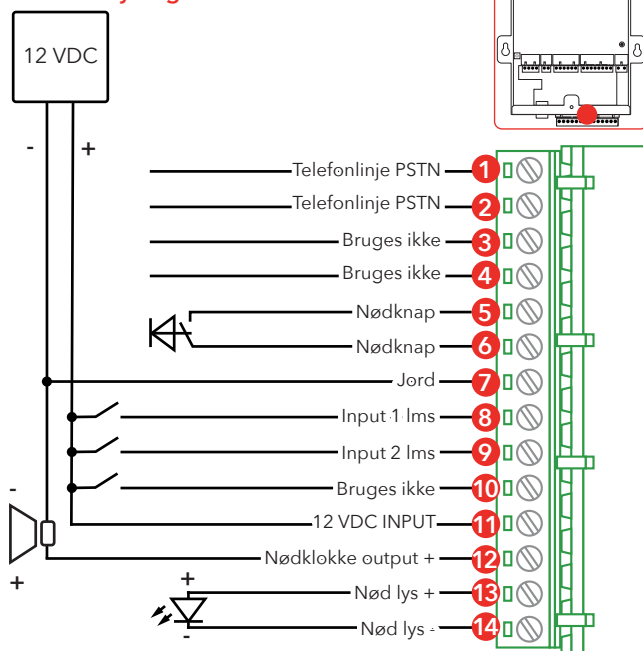 12 VDC
- +
Telefonlinje PSTN 1
Telefonlinje PSTN 2
Bruges ikke 3
Bruges ikke 4
Nødknap 5
Nødknap 6
Jord 7
Input 1 lms 8
Input 2 lms 9
Bruges ikke 10
12 VDC INPUT 11
-
Nødklokke output + 12
+
+
Nød lys + 13
Nød lys - 14
-